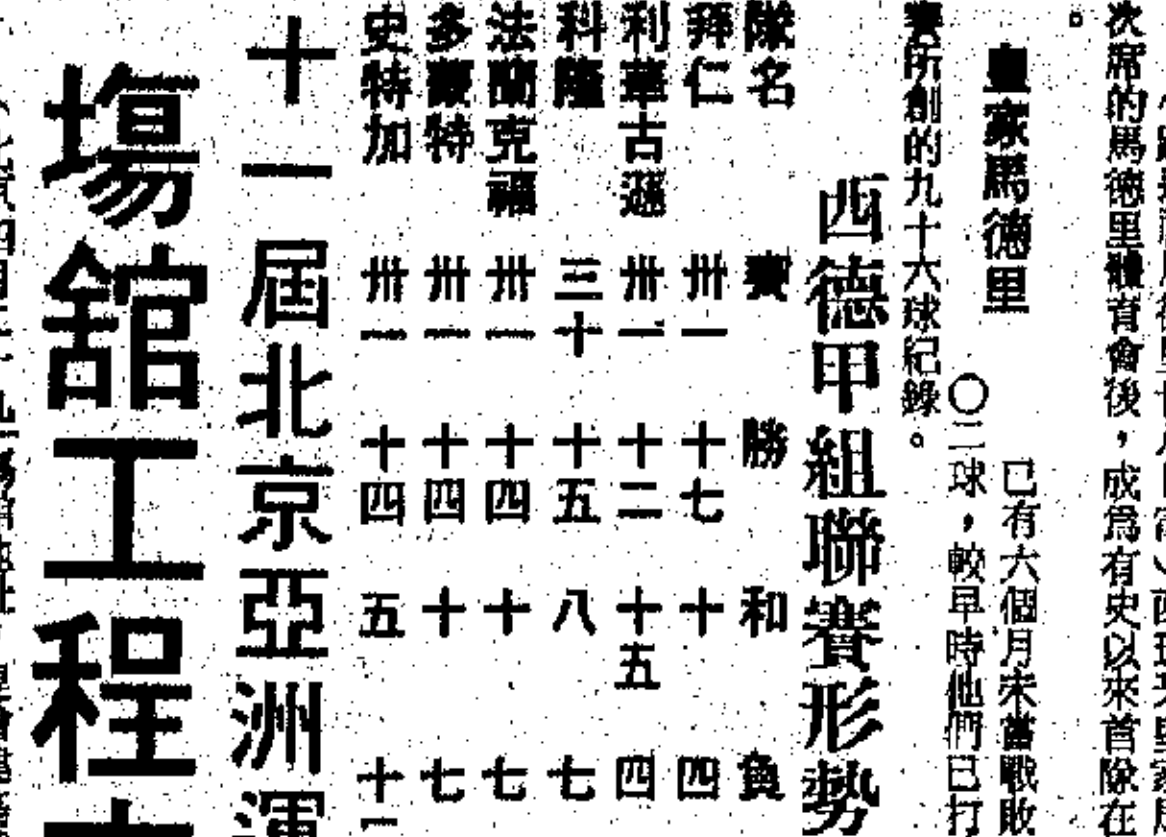 次席的馬德里體育會後，成爲有史以來首隊在
。
皇家馬德里
已有六個月未嘗戰敗
〇二球，較早時他們已打
賽所創的九十六球紀錄。
西德甲組聯賽形勢
隊名 賽 勝 和 負
拜仁 卅一 十七 十 四
利華古遜 卅一 十二 十五 四
科隆 三十 十五 八 七
法蘭克福 卅一 十四 十 七
多蒙特 卅一 十四 十 七
史特加 卅一 十四 五 十一
十一屆北京亞洲運
場館工程